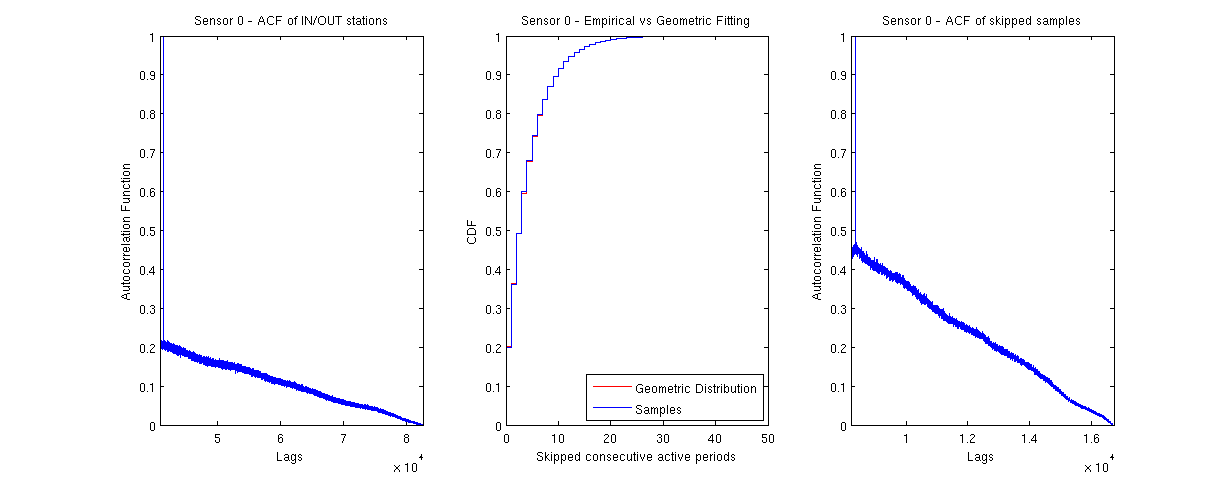 Sensor 0 - ACF of IN/OUT stations
Autocorrelation Function
1
0.9
0.8
0.7
0.6
0.5
0.4
0.3
0.2
0.1
0
5 6 7 8
Lags
× 10 4
Sensor 0 - Empirical vs Geometric Fitting
CDF
1
0.9
0.8
0.7
0.6
0.5
0.4
0.3
0.2
0.1
0
Geometric Distribution
Samples
0 10 20 30 40 50
Skipped consecutive active periods
Sensor 0 - ACF of skipped samples
Autocorrelation Function
1
0.9
0.8
0.7
0.6
0.5
0.4
0.3
0.2
0.1
0
1 1.2 1.4 1.6
Lags
× 10 4